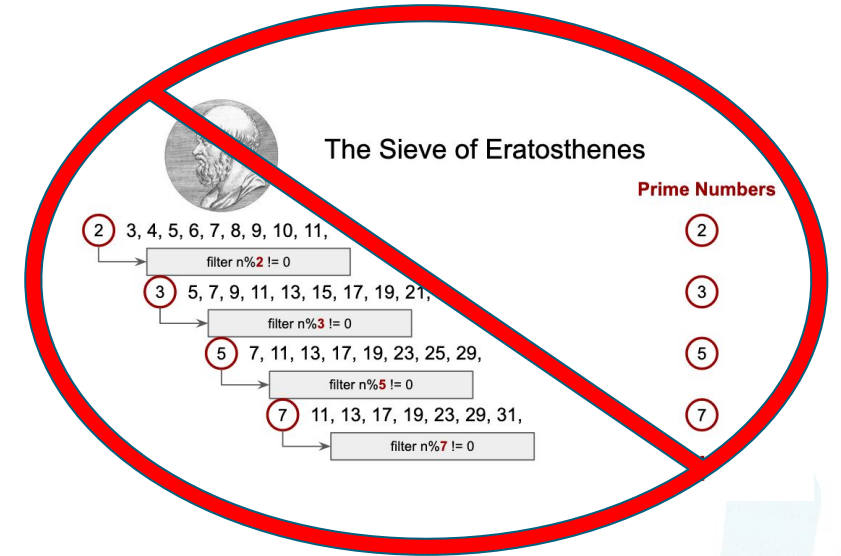 The Sieve of Eratosthenes
Prime Numbers
2 3, 4, 5, 6, 7, 8, 9, 10, 11, 2
filter n%2 != 0
3 5, 7, 9, 11, 13, 15, 17, 19, 21, 3
filter n%3 != 0
5 7, 11, 13, 17, 19, 23, 25, 29, 5
filter n%5 != 0
7 11, 13, 17, 19, 23, 29, 31, 7
filter n%7 != 0